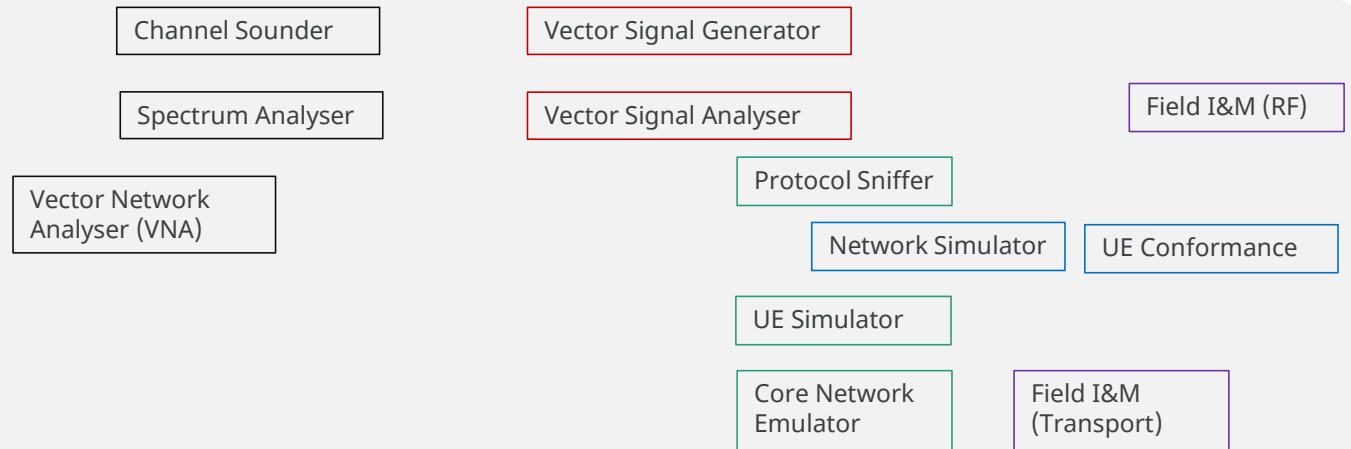 Channel Sounder
Vector Signal Generator
Spectrum Analyser
Vector Signal Analyser
Field I&M (RF)
Protocol Sniffer
Vector Network
Analyser (VNA)
Network Simulator
UE Conformance
UE Simulator
Core Network
Emulator
Field I&M
(Transport)